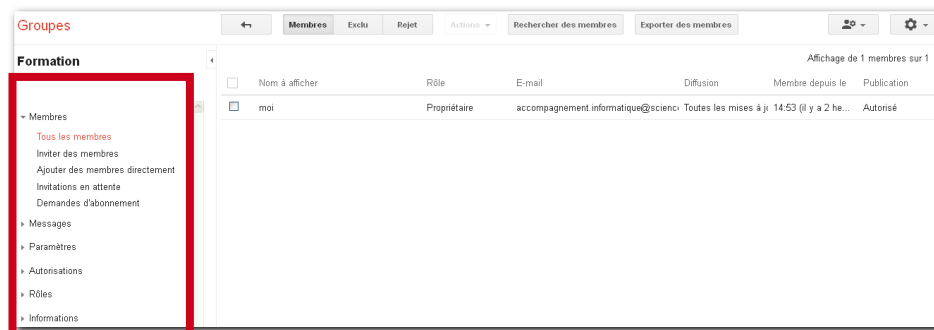 Groupes
Membres Exclu Rejet Actions Rechercher des membres Exporter des membres
Formation
Affichage de 1 membres sur 1
Nom à afficher Rôle E-mail Diffusion Membre depuis le Publication
moi Propriétaire accompagnement.informatique@science Toutes les mises à jo 14:53 (il y a 2 he... Autorisé
Membres
Tous les membres
Inviter des membres
Ajouter des membres directement
Invitations en attente
Demandes d'abonnement
Messages
Paramètres
Autorisations
Rôles
Informations